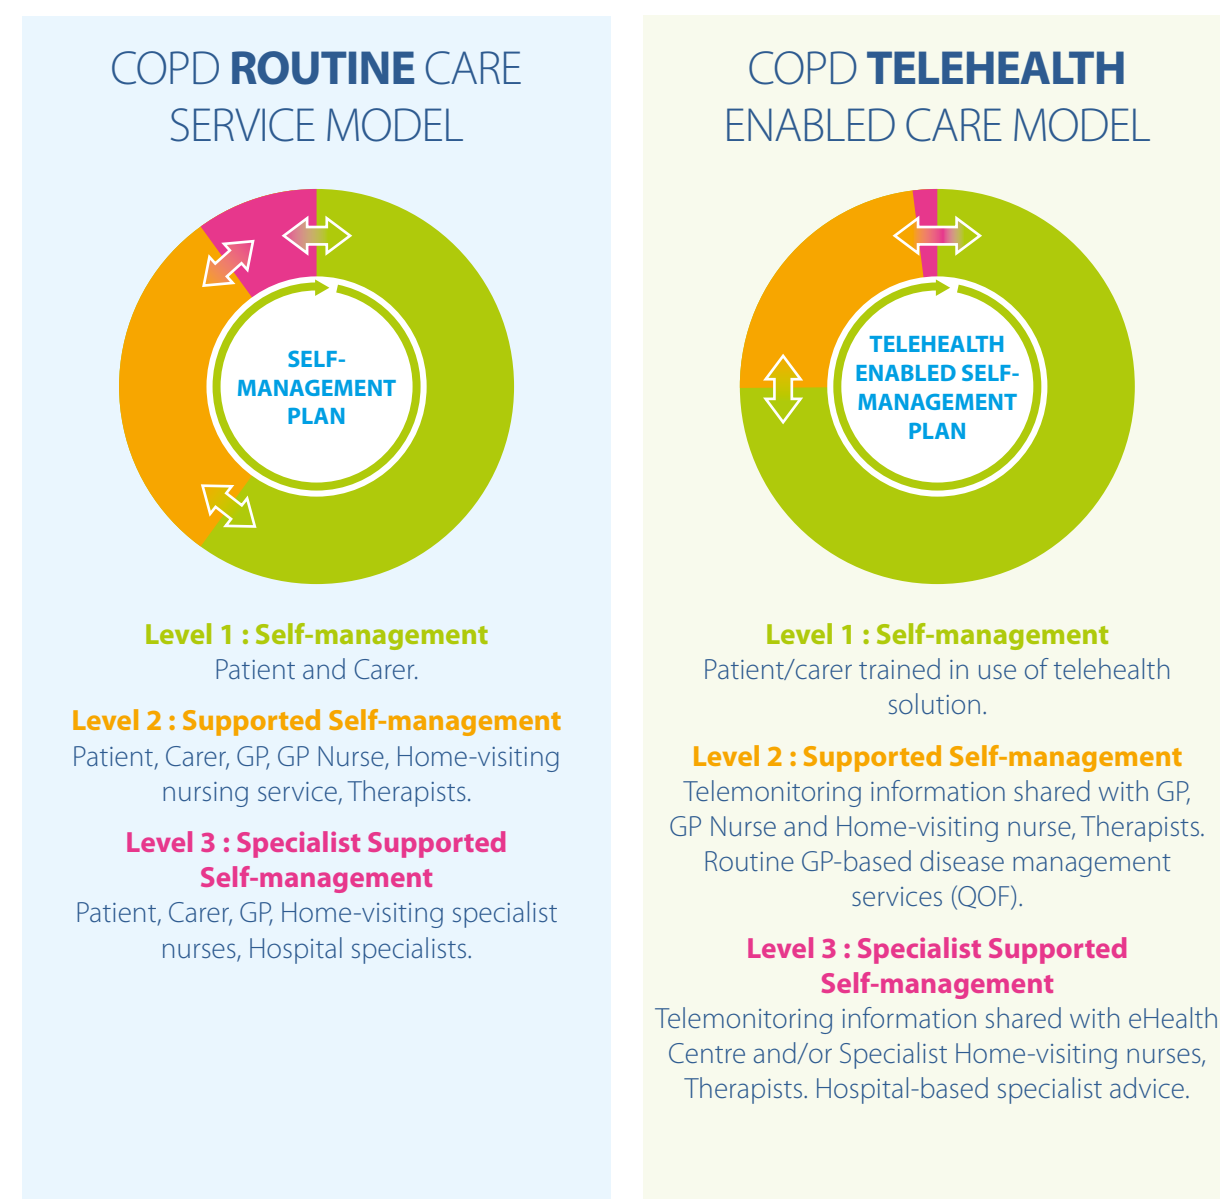 COPD ROUTINE CARE
SERVICE MODEL
SELF-
MANAGEMENT
PLAN
Level 1 : Self-management
Patient and Carer.
Level 2 : Supported Self-management
Patient, Carer, GP, GP Nurse, Home-visiting
nursing service, Therapists.
Level 3 : Specialist Supported
Self-management
Patient, Carer, GP, Home-visiting specialist
nurses, Hospital specialists.
COPD TELEHEALTH
ENABLED CARE MODEL
TELEHEALTH
ENABLED SELF-
MANAGEMENT
PLAN
Level 1 : Self-management
Patient/carer trained in use of telehealth
solution.
Level 2 : Supported Self-management
Telemonitoring information shared with GP,
GP Nurse and Home-visiting nurse, Therapists.
Routine GP-based disease management
services (QOF).
Level 3 : Specialist Supported
Self-management
Telemonitoring information shared with eHealth
Centre and/or Specialist Home-visiting nurses,
Therapists. Hospital-based specialist advice.